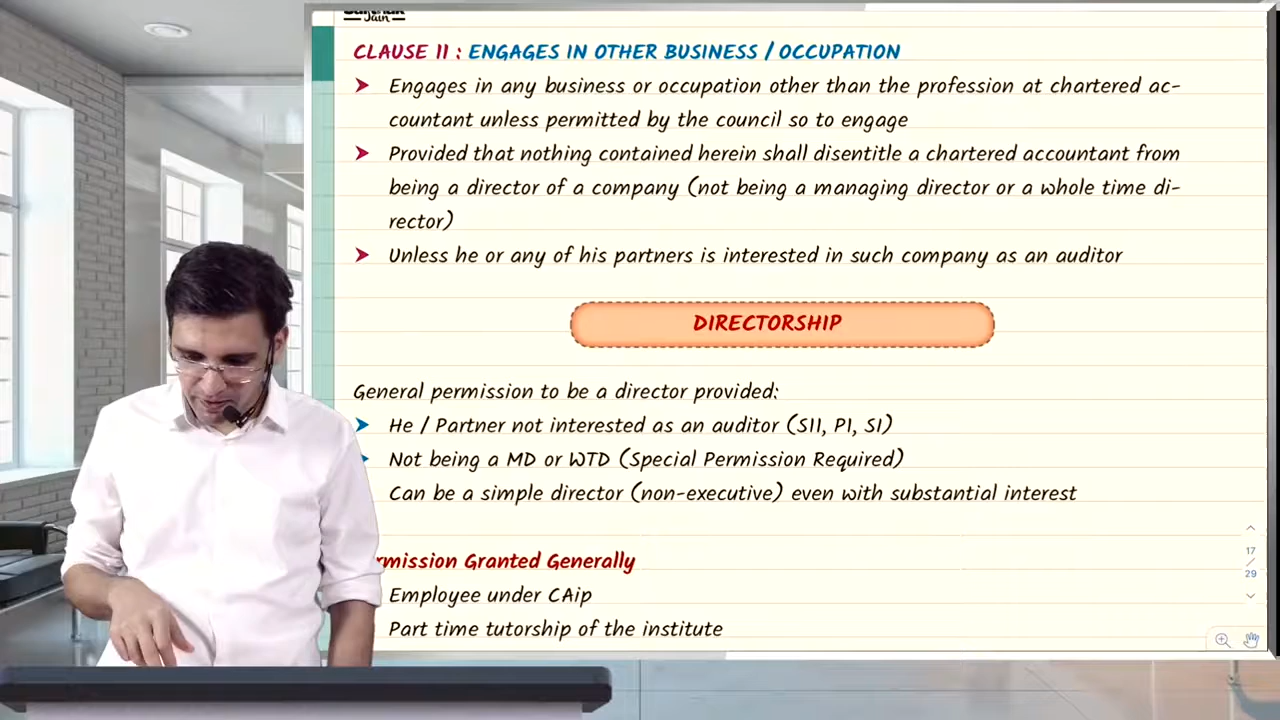 Jain
CLAUSE 11 : ENGAGES IN OTHER BUSINESS / OCCUPATION
➤ Engages in any business or occupation other than the profession at chartered ac-
countant unless permitted by the council so to engage
➤ Provided that nothing contained herein shall disentitle a chartered accountant from
being a director of a company (not being a managing director or a whole time di-
rector)
➤ Unless he or any of his partners is interested in such company as an auditor
DIRECTORSHIP
General permission to be a director provided:
➤ He / Partner not interested as an auditor (S11, P1, S1)
Not being a MD or WTD (Special Permission Required)
Can be a simple director (non-executive) even with substantial interest
rmission Granted Generally
Employee under CAip
Part time tutorship of the institute
17
/
29